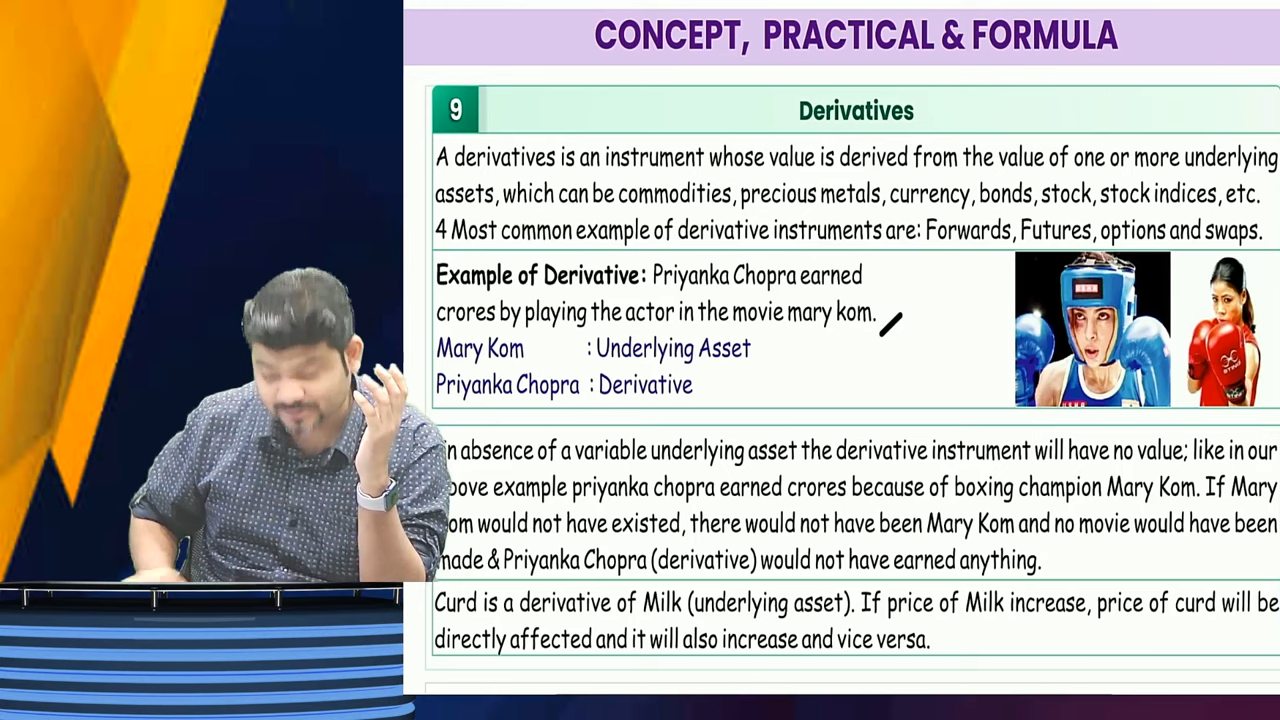 CONCEPT, PRACTICAL & FORMULA
9 Derivatives
A derivatives is an instrument whose value is derived from the value of one or more underlying
assets, which can be commodities, precious metals, currency, bonds, stock, stock indices, etc.
4 Most common example of derivative instruments are: Forwards, Futures, options and swaps.
Example of Derivative: Priyanka Chopra earned
crores by playing the actor in the movie mary kom.
Mary Kom : Underlying Asset
Priyanka Chopra : Derivative
n absence of a variable underlying asset the derivative instrument will have no value; like in our
bove example priyanka chopra earned crores because of boxing champion Mary Kom. If Mary
om would not have existed, there would not have been Mary Kom and no movie would have been
made & Priyanka Chopra (derivative) would not have earned anything.
Curd is a derivative of Milk (underlying asset). If price of Milk increase, price of curd will be
directly affected and it will also increase and vice versa.